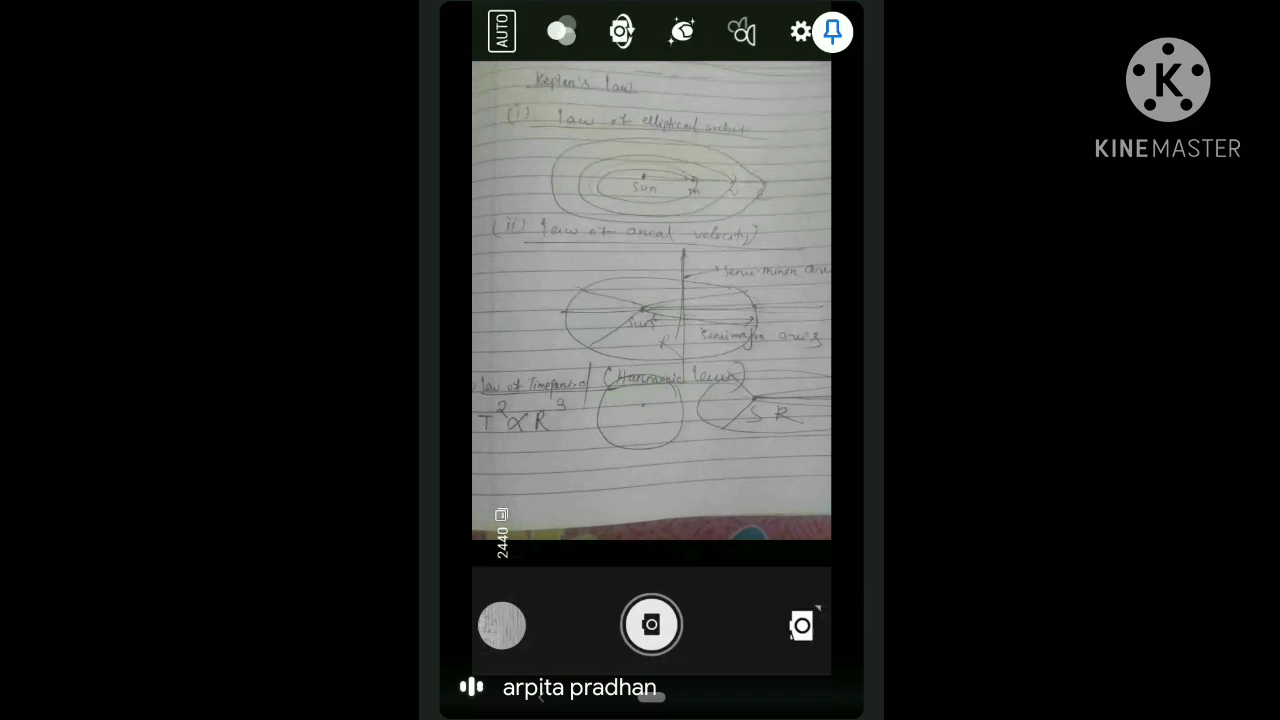 AUTO
K
KINEMASTER
Kepler's law
(i) law of elliptical orbit
Sun m
(ii) law of areal velocity
semi-minor axis
Sun
semimajor axis
law of Timeperiod (Harmonic law)
T² ∝ R³
S R
2440
arpita pradhan